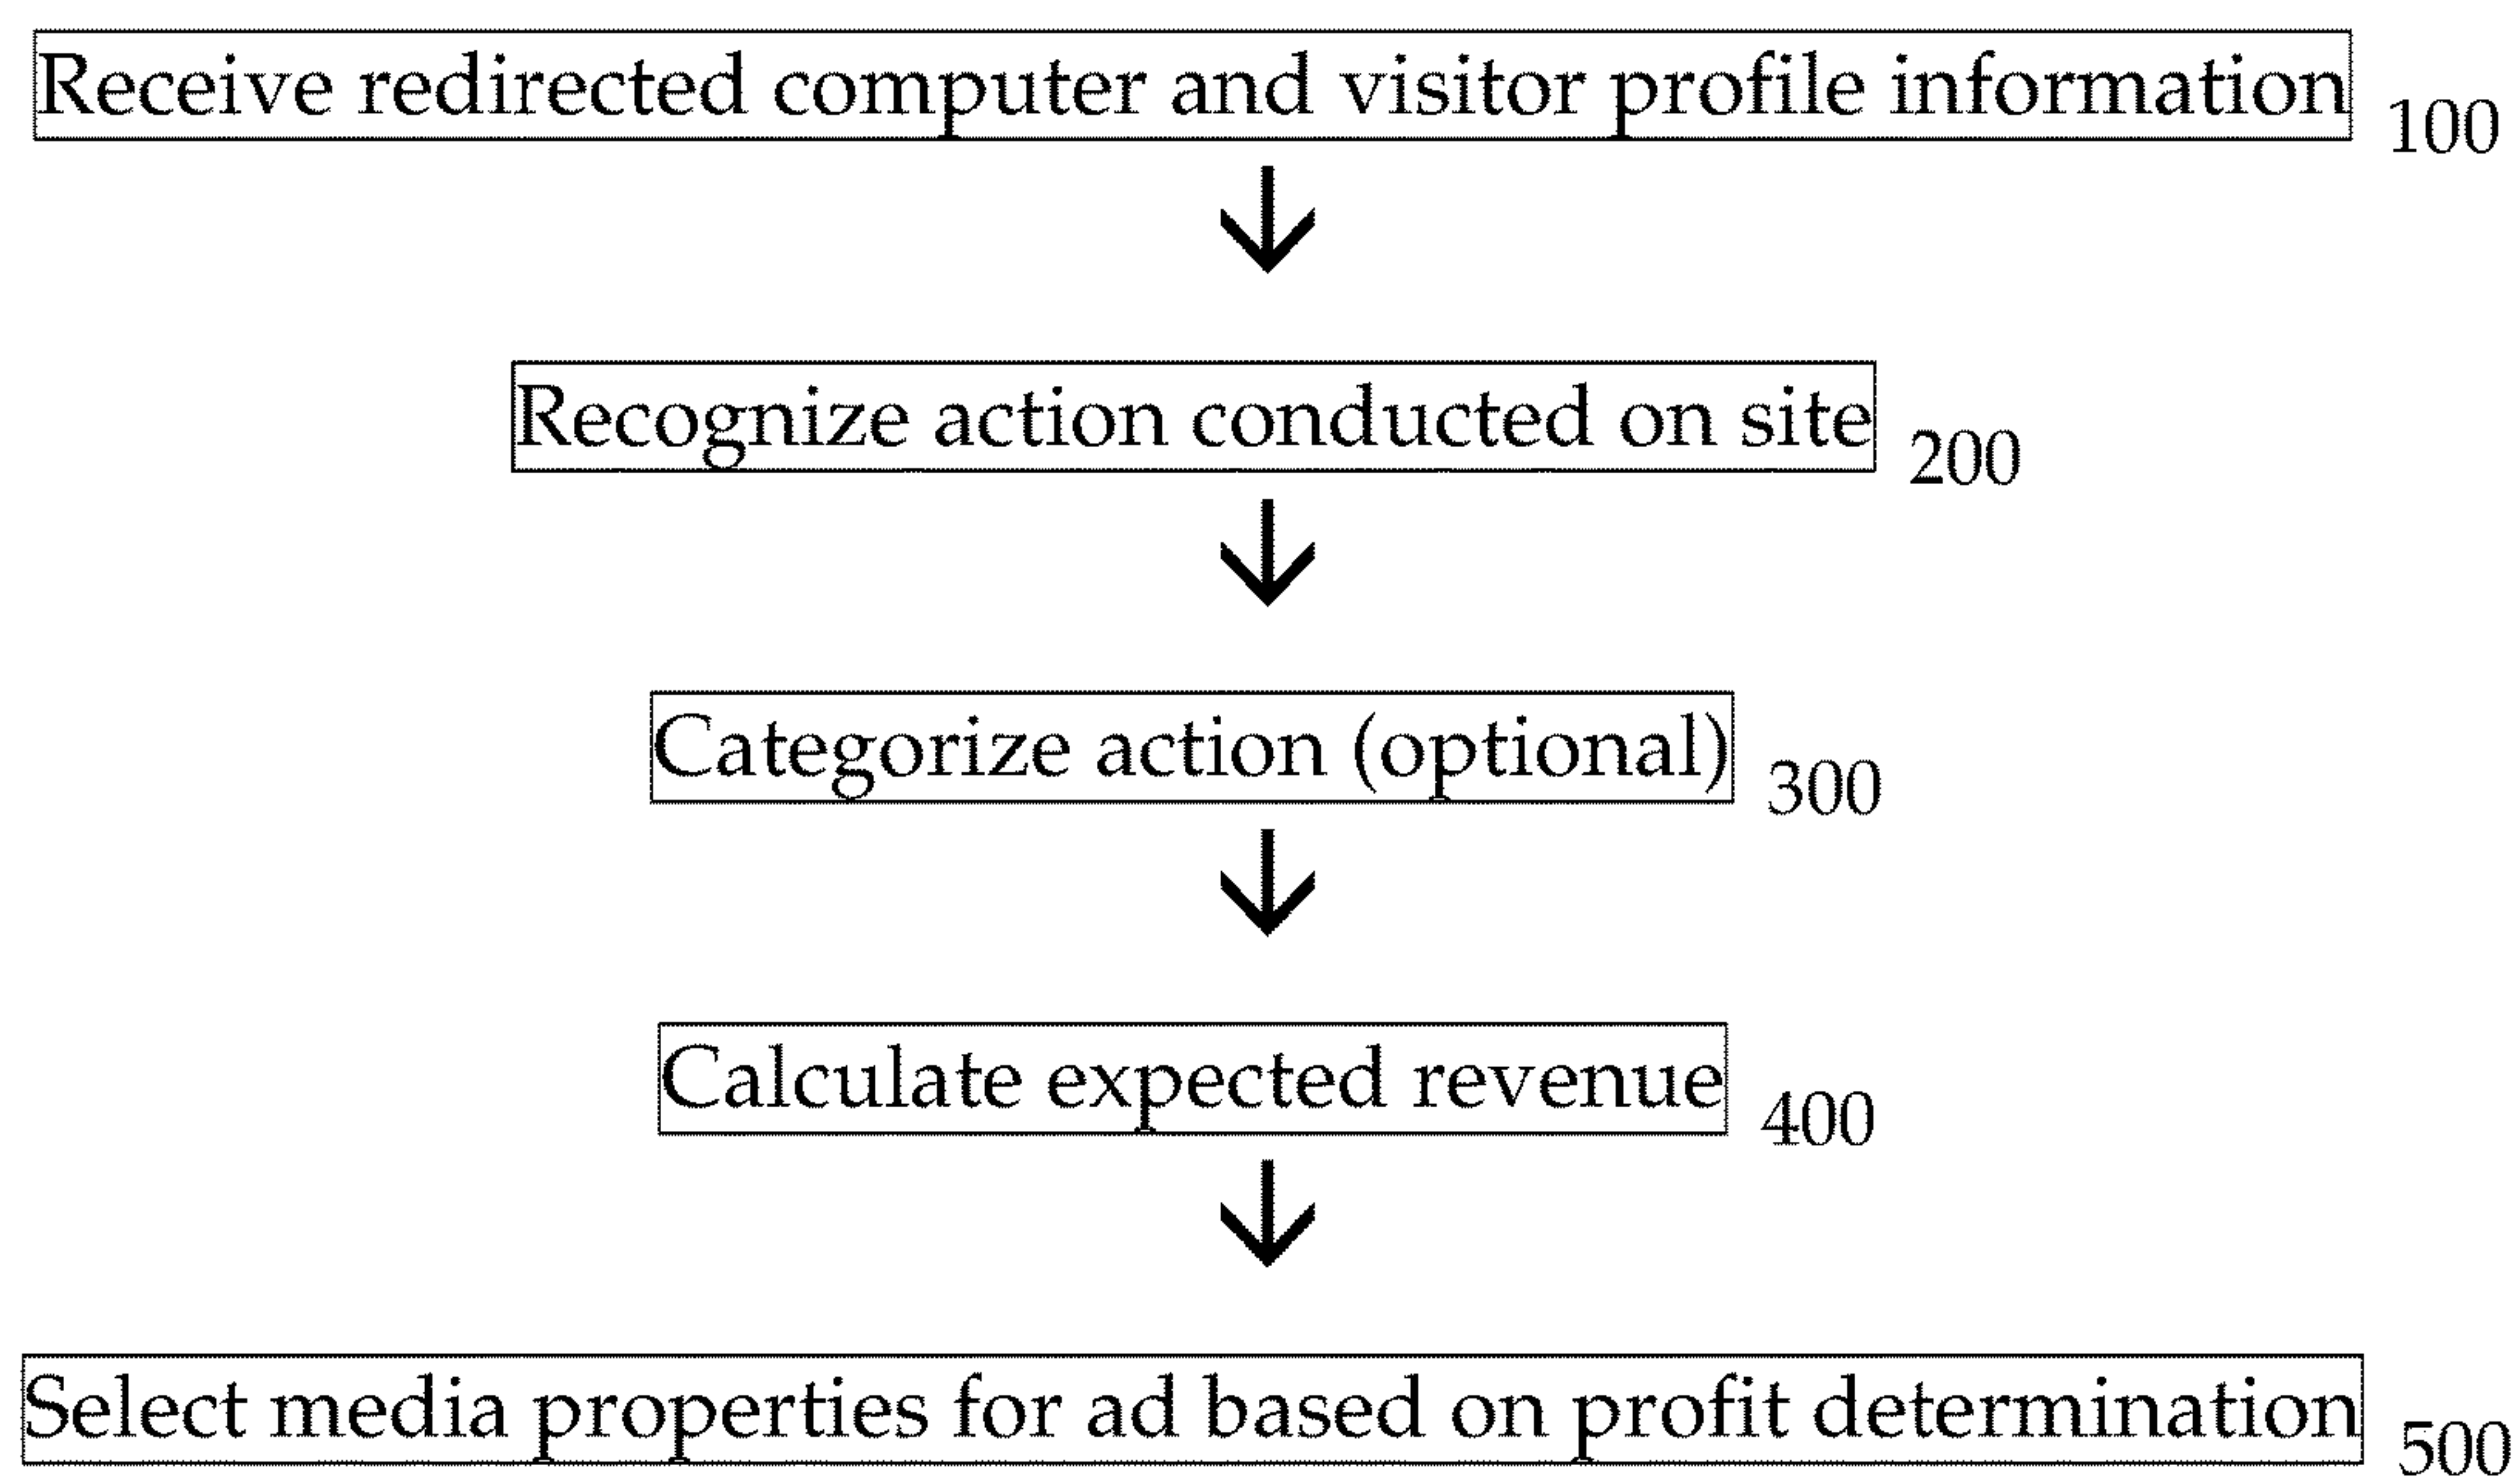 Receive redirected computer and visitor profile information 100
Recognize action conducted on site 200
Categorize action (optional) 300
Calculate expected revenue 400
Select media properties for ad based on profit determination 500